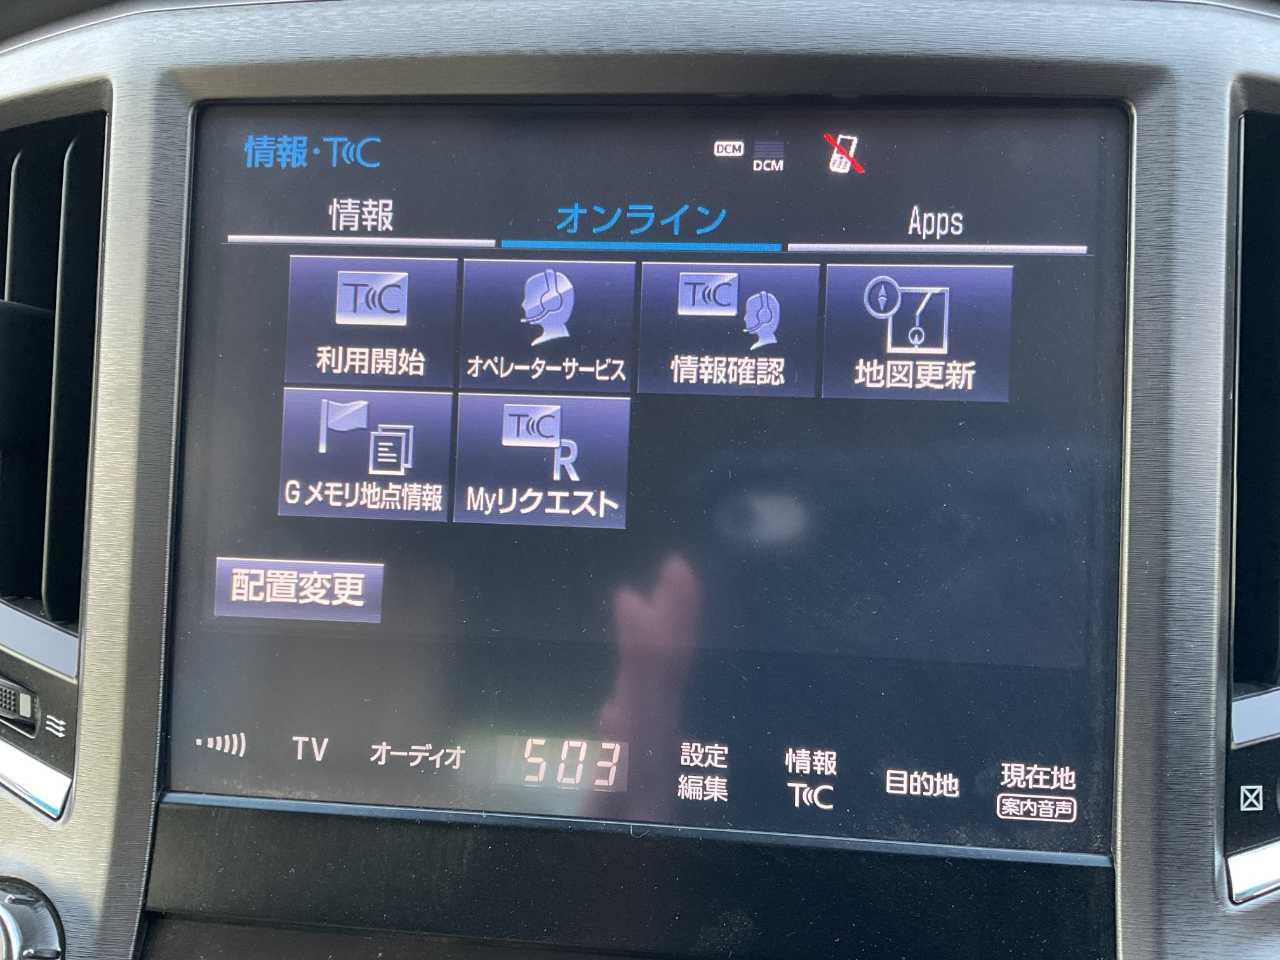 情報・T(((C
DCM
DCM
情報 オンライン Apps
T(((C
T(((C
利用開始 オペレーターサービス 情報確認 地図更新
T(((C
R
Gメモリ地点情報 Myリクエスト
配置変更
TV オーディオ 5:03 設定 編集 情報 T(((C 目的地 現在地 案内音声